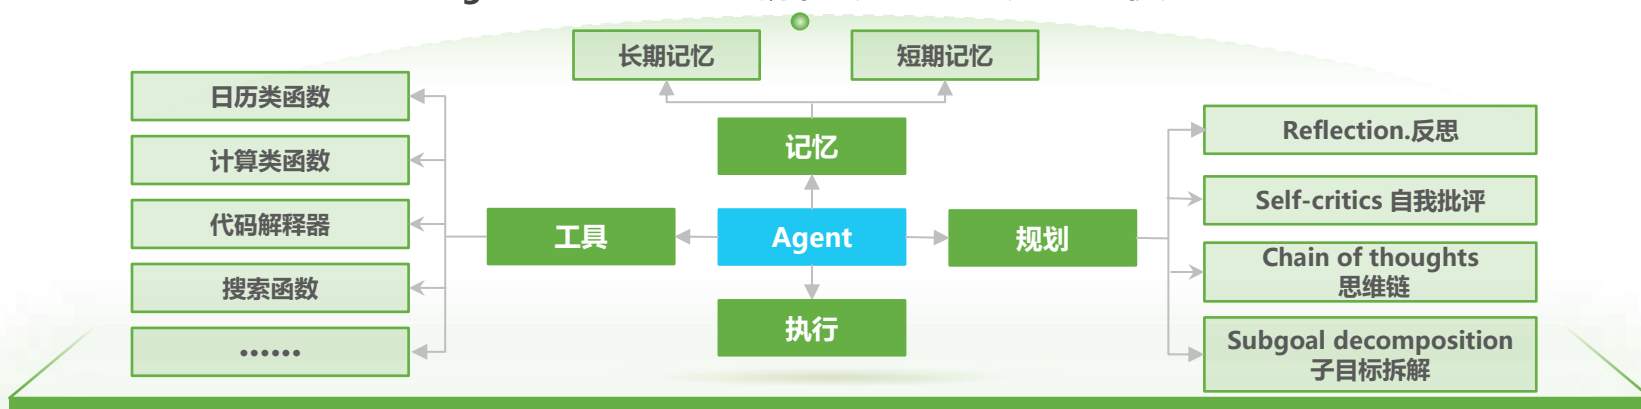 长期记忆
短期记忆
日历类函数
计算类函数
代码解释器
搜索函数
······
记忆
工具
Agent
规划
执行
Reflection.反思
Self-critics 自我批评
Chain of thoughts
思维链
Subgoal decomposition
子目标拆解